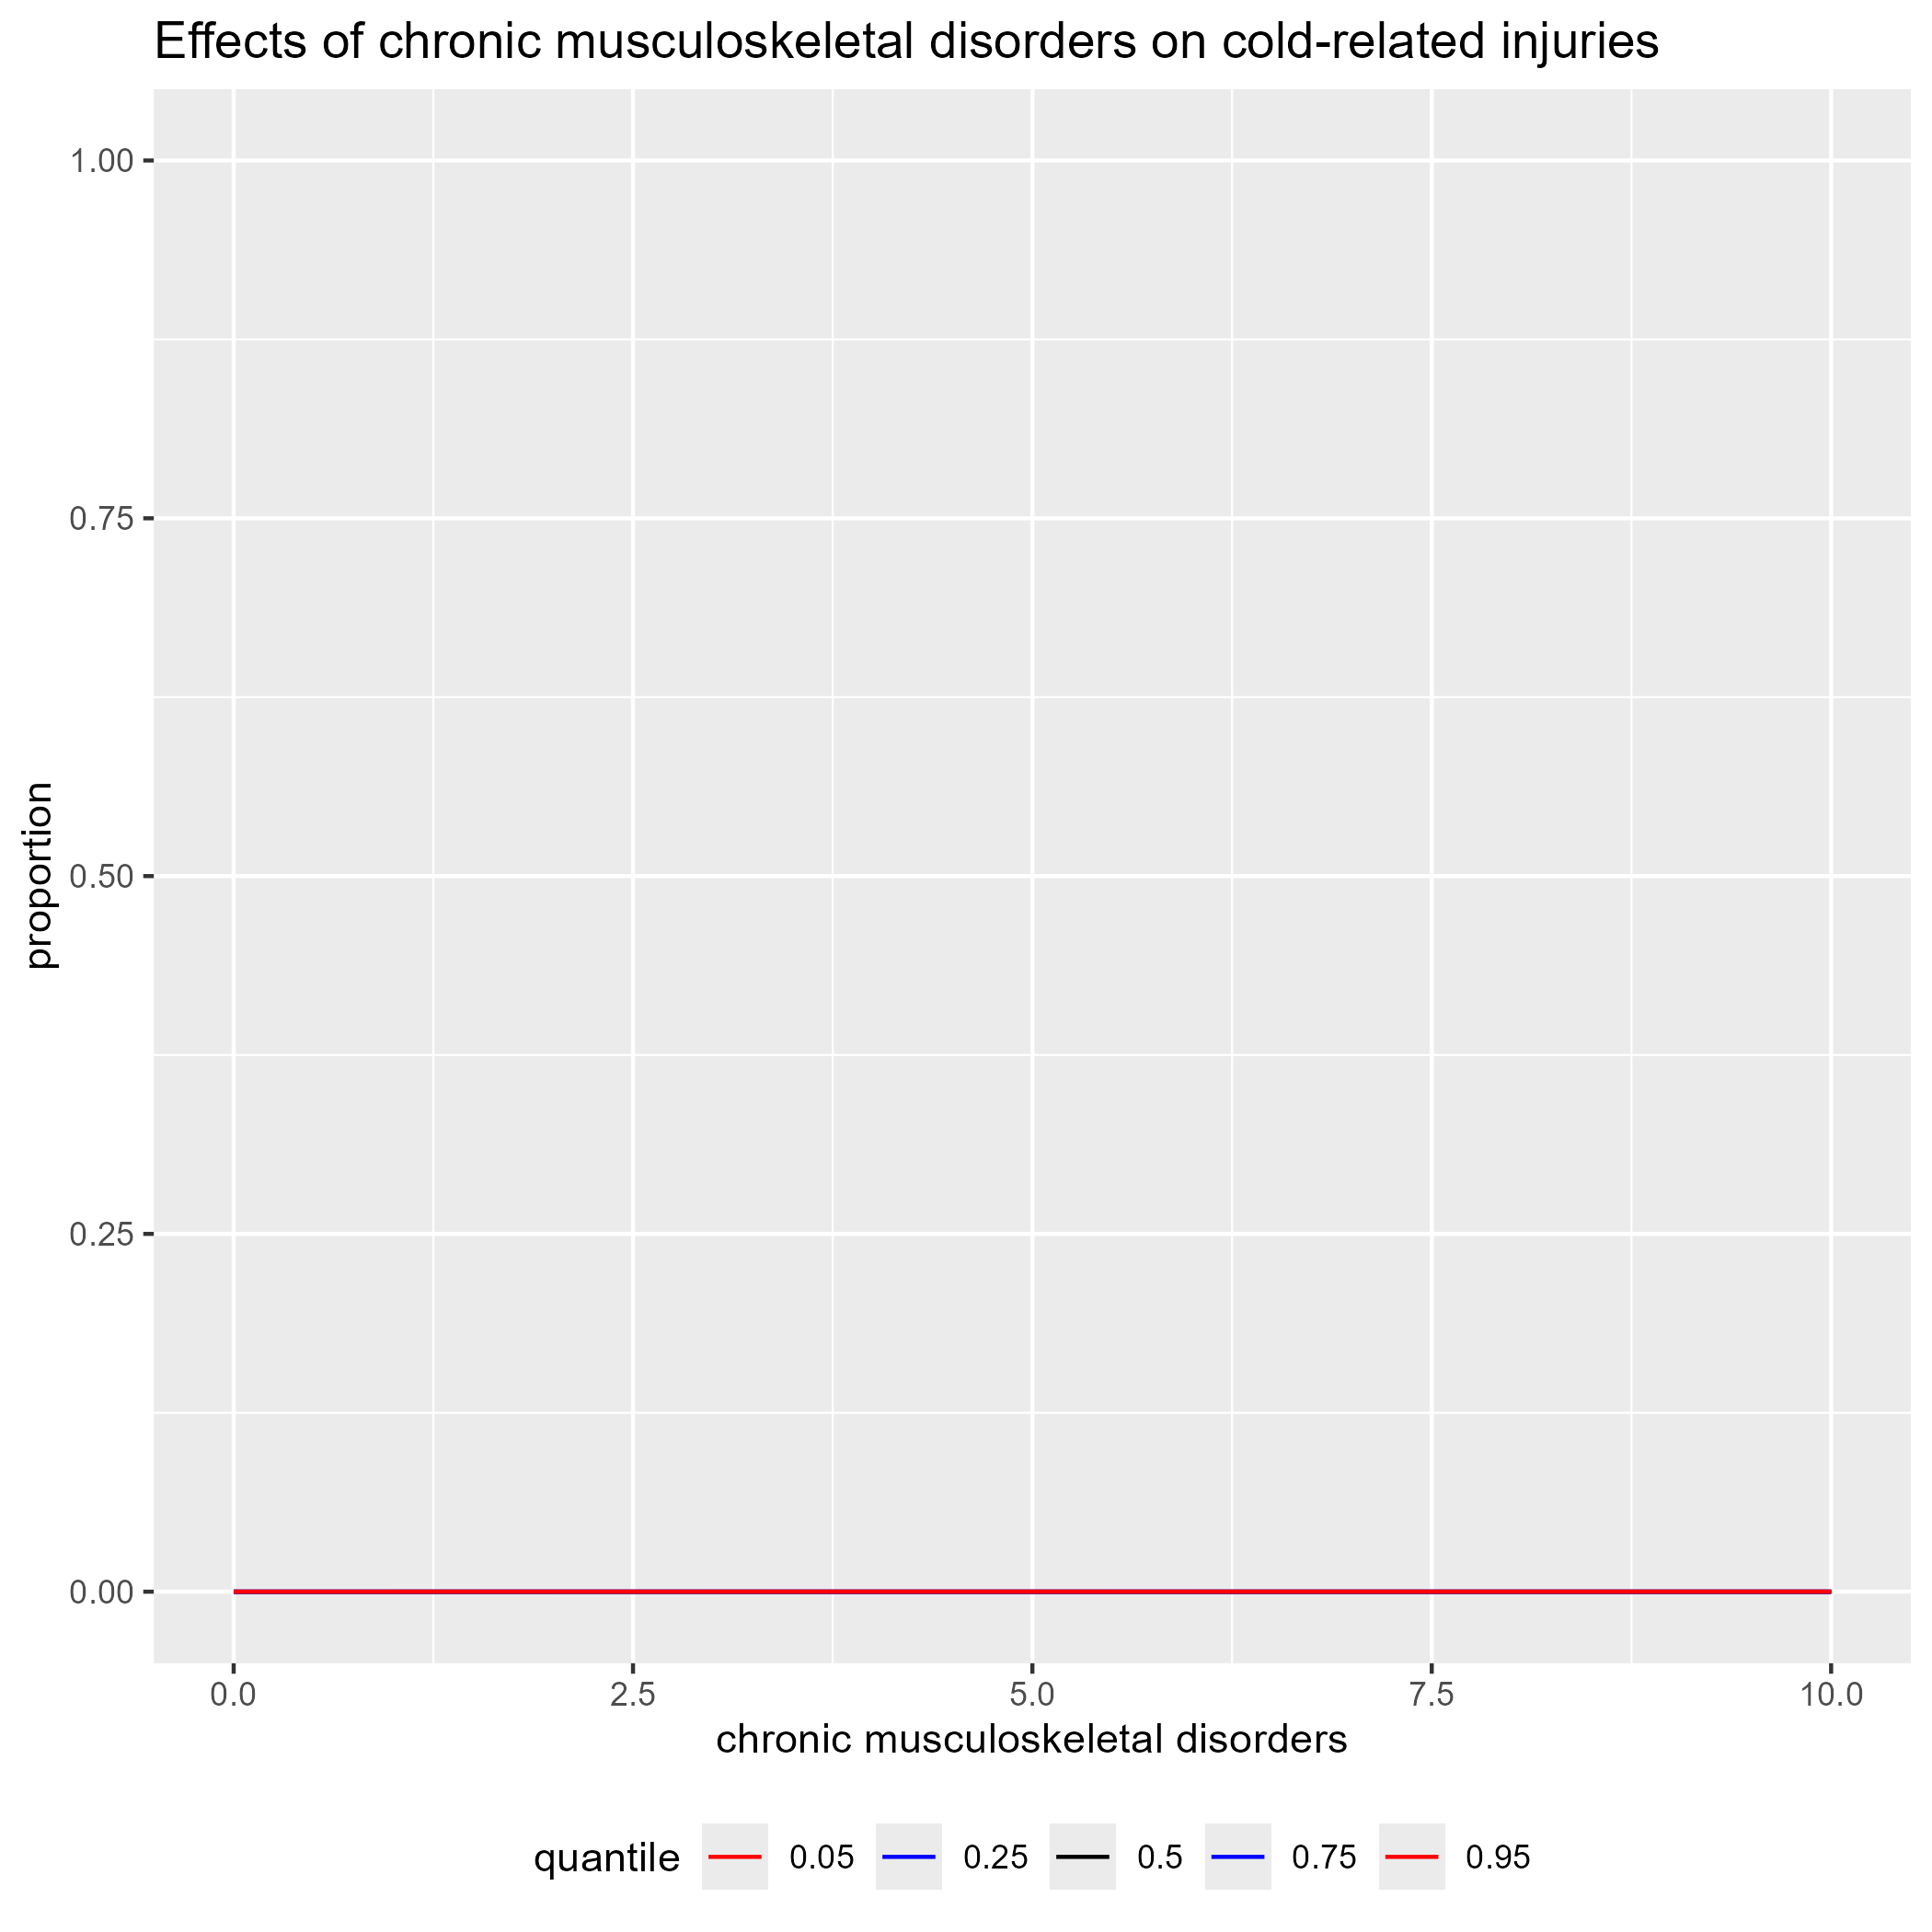 Effects of chronic musculoskeletal disorders on cold-related injuries
1.00
0.75
0.50
0.25
0.00
proportion
0.0 2.5 5.0 7.5 10.0
chronic musculoskeletal disorders
quantile 0.05 0.25 0.5 0.75 0.95